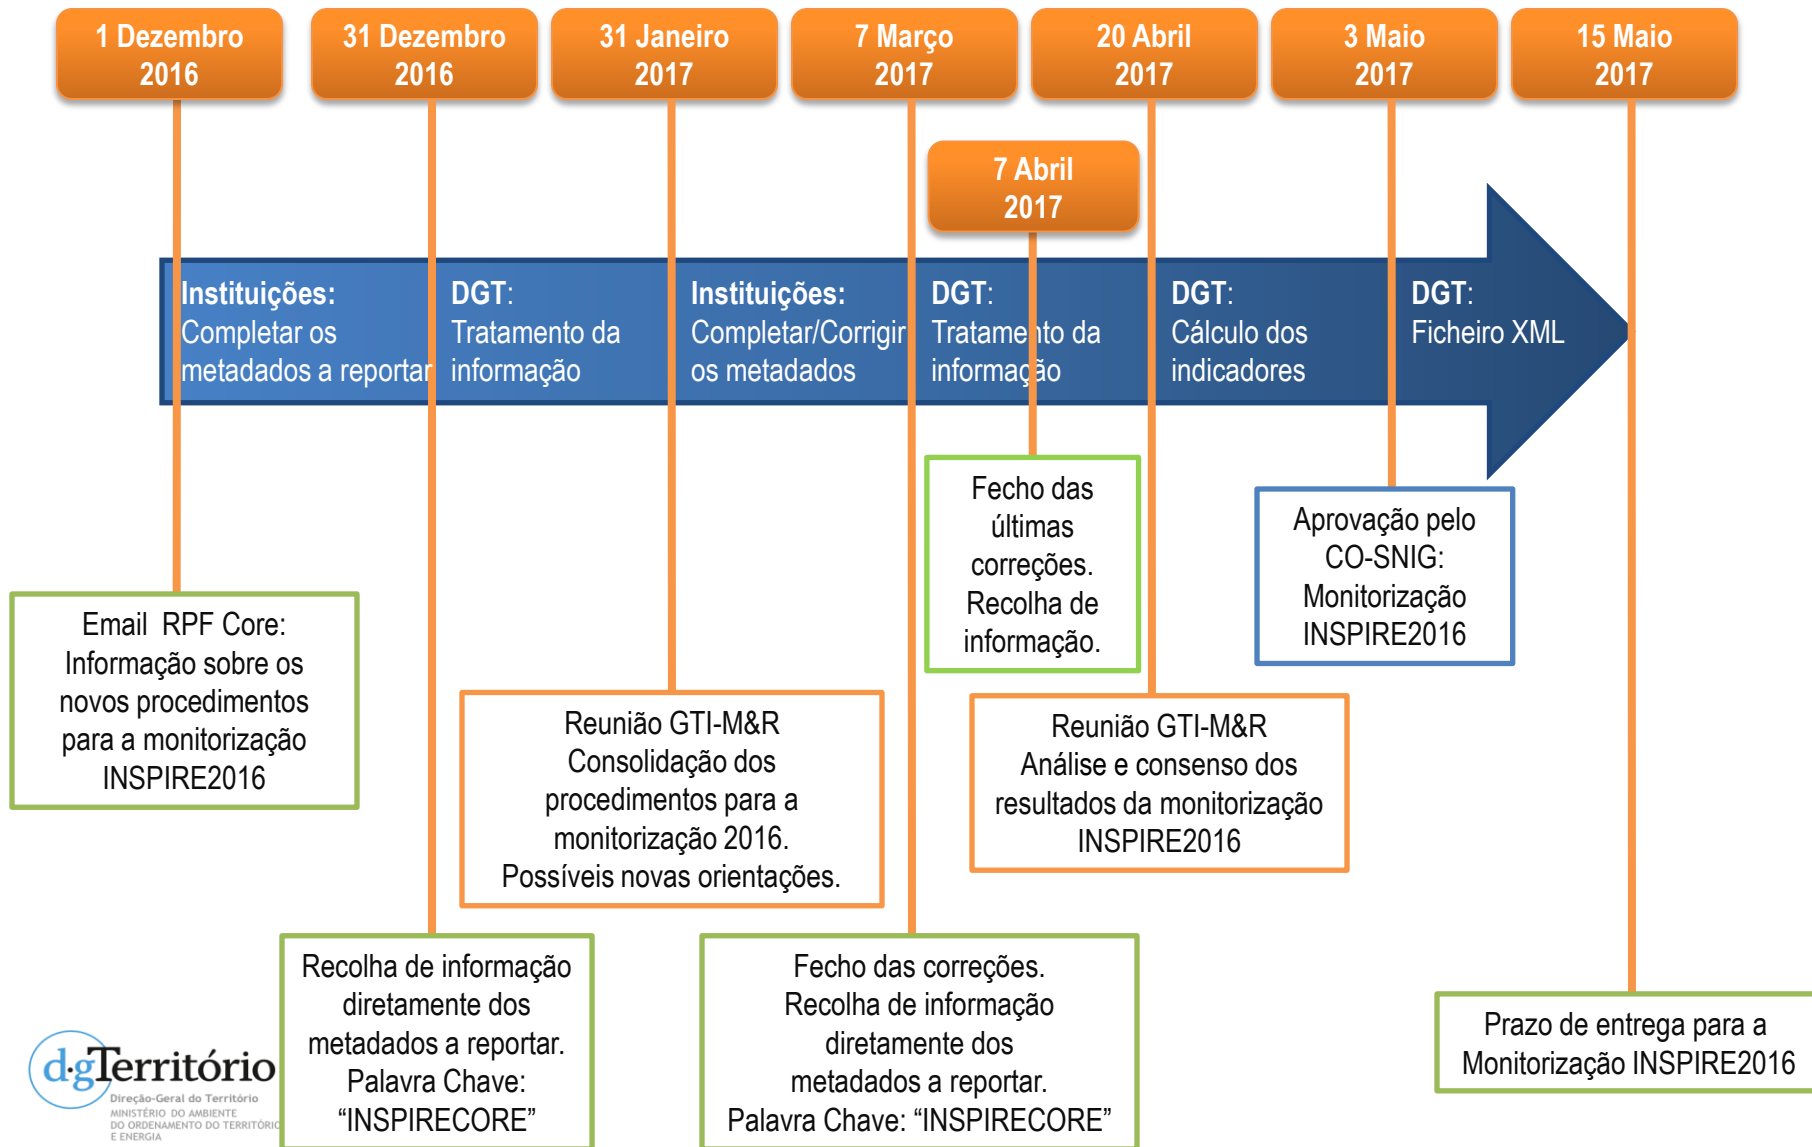 1 Dezembro
2016
31 Dezembro
2016
31 Janeiro
2017
7 Março
2017
20 Abril
2017
3 Maio
2017
15 Maio
2017
7 Abril
2017
Instituições:
Completar os
metadados a reportar
DGT:
Tratamento da
informação
Instituições:
Completar/Corrigir
os metadados
DGT:
Tratamento da
informação
DGT:
Cálculo dos
indicadores
DGT:
Ficheiro XML
Fecho das
últimas
correções.
Recolha de
informação.
Aprovação pelo
CO-SNIG:
Monitorização
INSPIRE2016
Email RPF Core:
Informação sobre os
novos procedimentos
para a monitorização
INSPIRE2016
Reunião GTI-M&R
Consolidação dos
procedimentos para a
monitorização 2016.
Possíveis novas orientações.
Reunião GTI-M&R
Análise e consenso dos
resultados da monitorização
INSPIRE2016
Recolha de informação
diretamente dos
metadados a reportar.
Palavra Chave:
“INSPIRECORE”
Fecho das correções.
Recolha de informação
diretamente dos
metadados a reportar.
Palavra Chave: “INSPIRECORE”
Prazo de entrega para a
Monitorização INSPIRE2016
d·gTerritório
Direção-Geral do Território
MINISTÉRIO DO AMBIENTE
DO ORDENAMENTO DO TERRITÓRIO
E ENERGIA